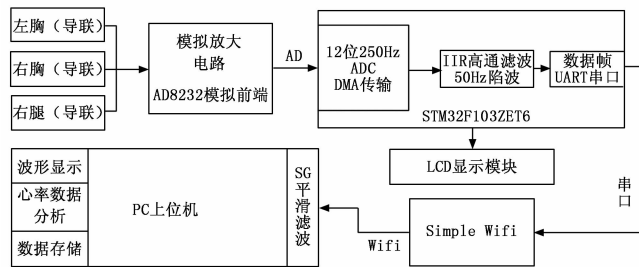 左胸（导联）
右胸（导联）
右腿（导联）
模拟放大
电路
AD8232模拟前端
AD
12位250Hz
ADC
DMA传输
IIR高通滤波
50Hz陷波
数据帧
UART串口
STM32F103ZET6
LCD显示模块
串
口
Simple Wifi
Wifi
SG
平
滑
滤
波
PC上位机
波形显示
心率数据
分析
数据存储